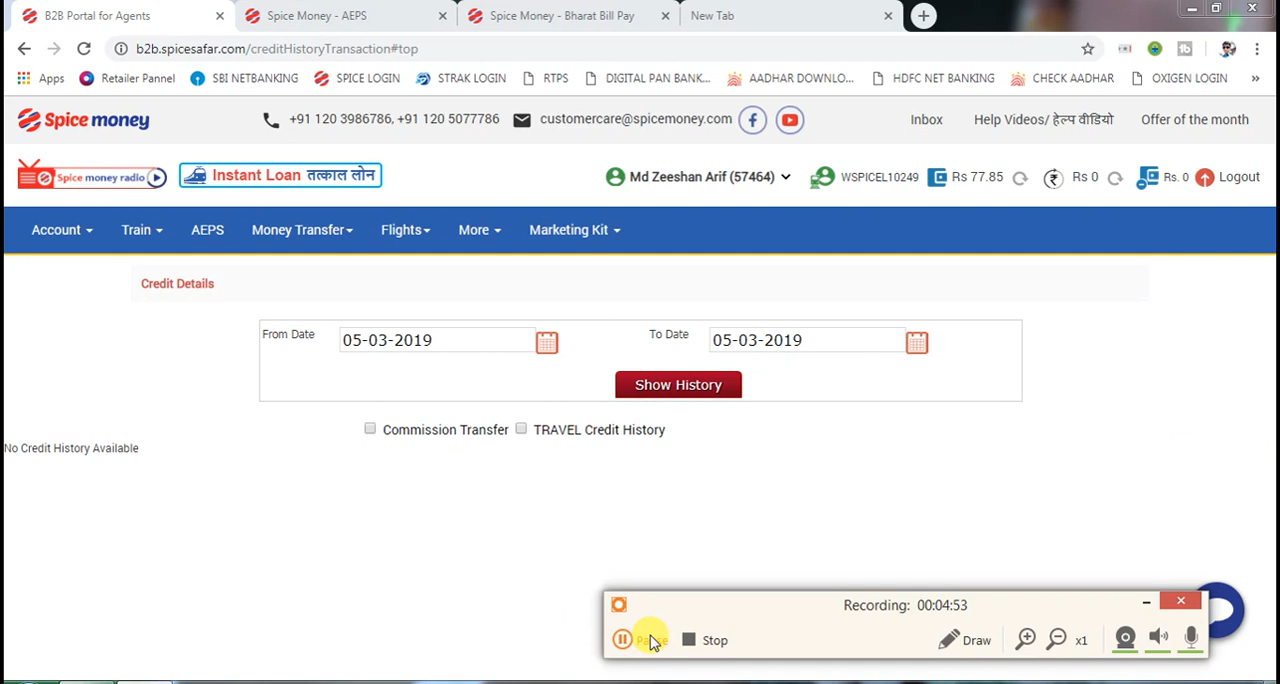 B2B Portal for Agents
Spice Money - AEPS
Spice Money - Bharat Bill Pay
New Tab
b2b.spicesafar.com/creditHistoryTransaction#top
Apps
Retailer Panel
SBI NETBANKING
SPICE LOGIN
STRAK LOGIN
RTPS
DIGITAL PAN BANK...
AADHAR DOWNLO...
HDFC NET BANKING
CHECK AADHAR
OXIGEN LOGIN
»
Spice money
+91 120 3986786, +91 120 5077786
customercare@spicemoney.com
Inbox
Help Videos/ हेल्प वीडियो
Offer of the month
Spice money radio
Instant Loan तत्काल लोन
Md Zeeshan Arif (57464)
WSPICEL10249
Rs 77.85
Rs 0
Rs. 0
Logout
Account
Train
AEPS
Money Transfer
Flights
More
Marketing Kit
Credit Details
From Date
05-03-2019
To Date
05-03-2019
Show History
Commission Transfer
TRAVEL Credit History
No Credit History Available
Recording: 00:04:53
Pause
Stop
Draw
x1